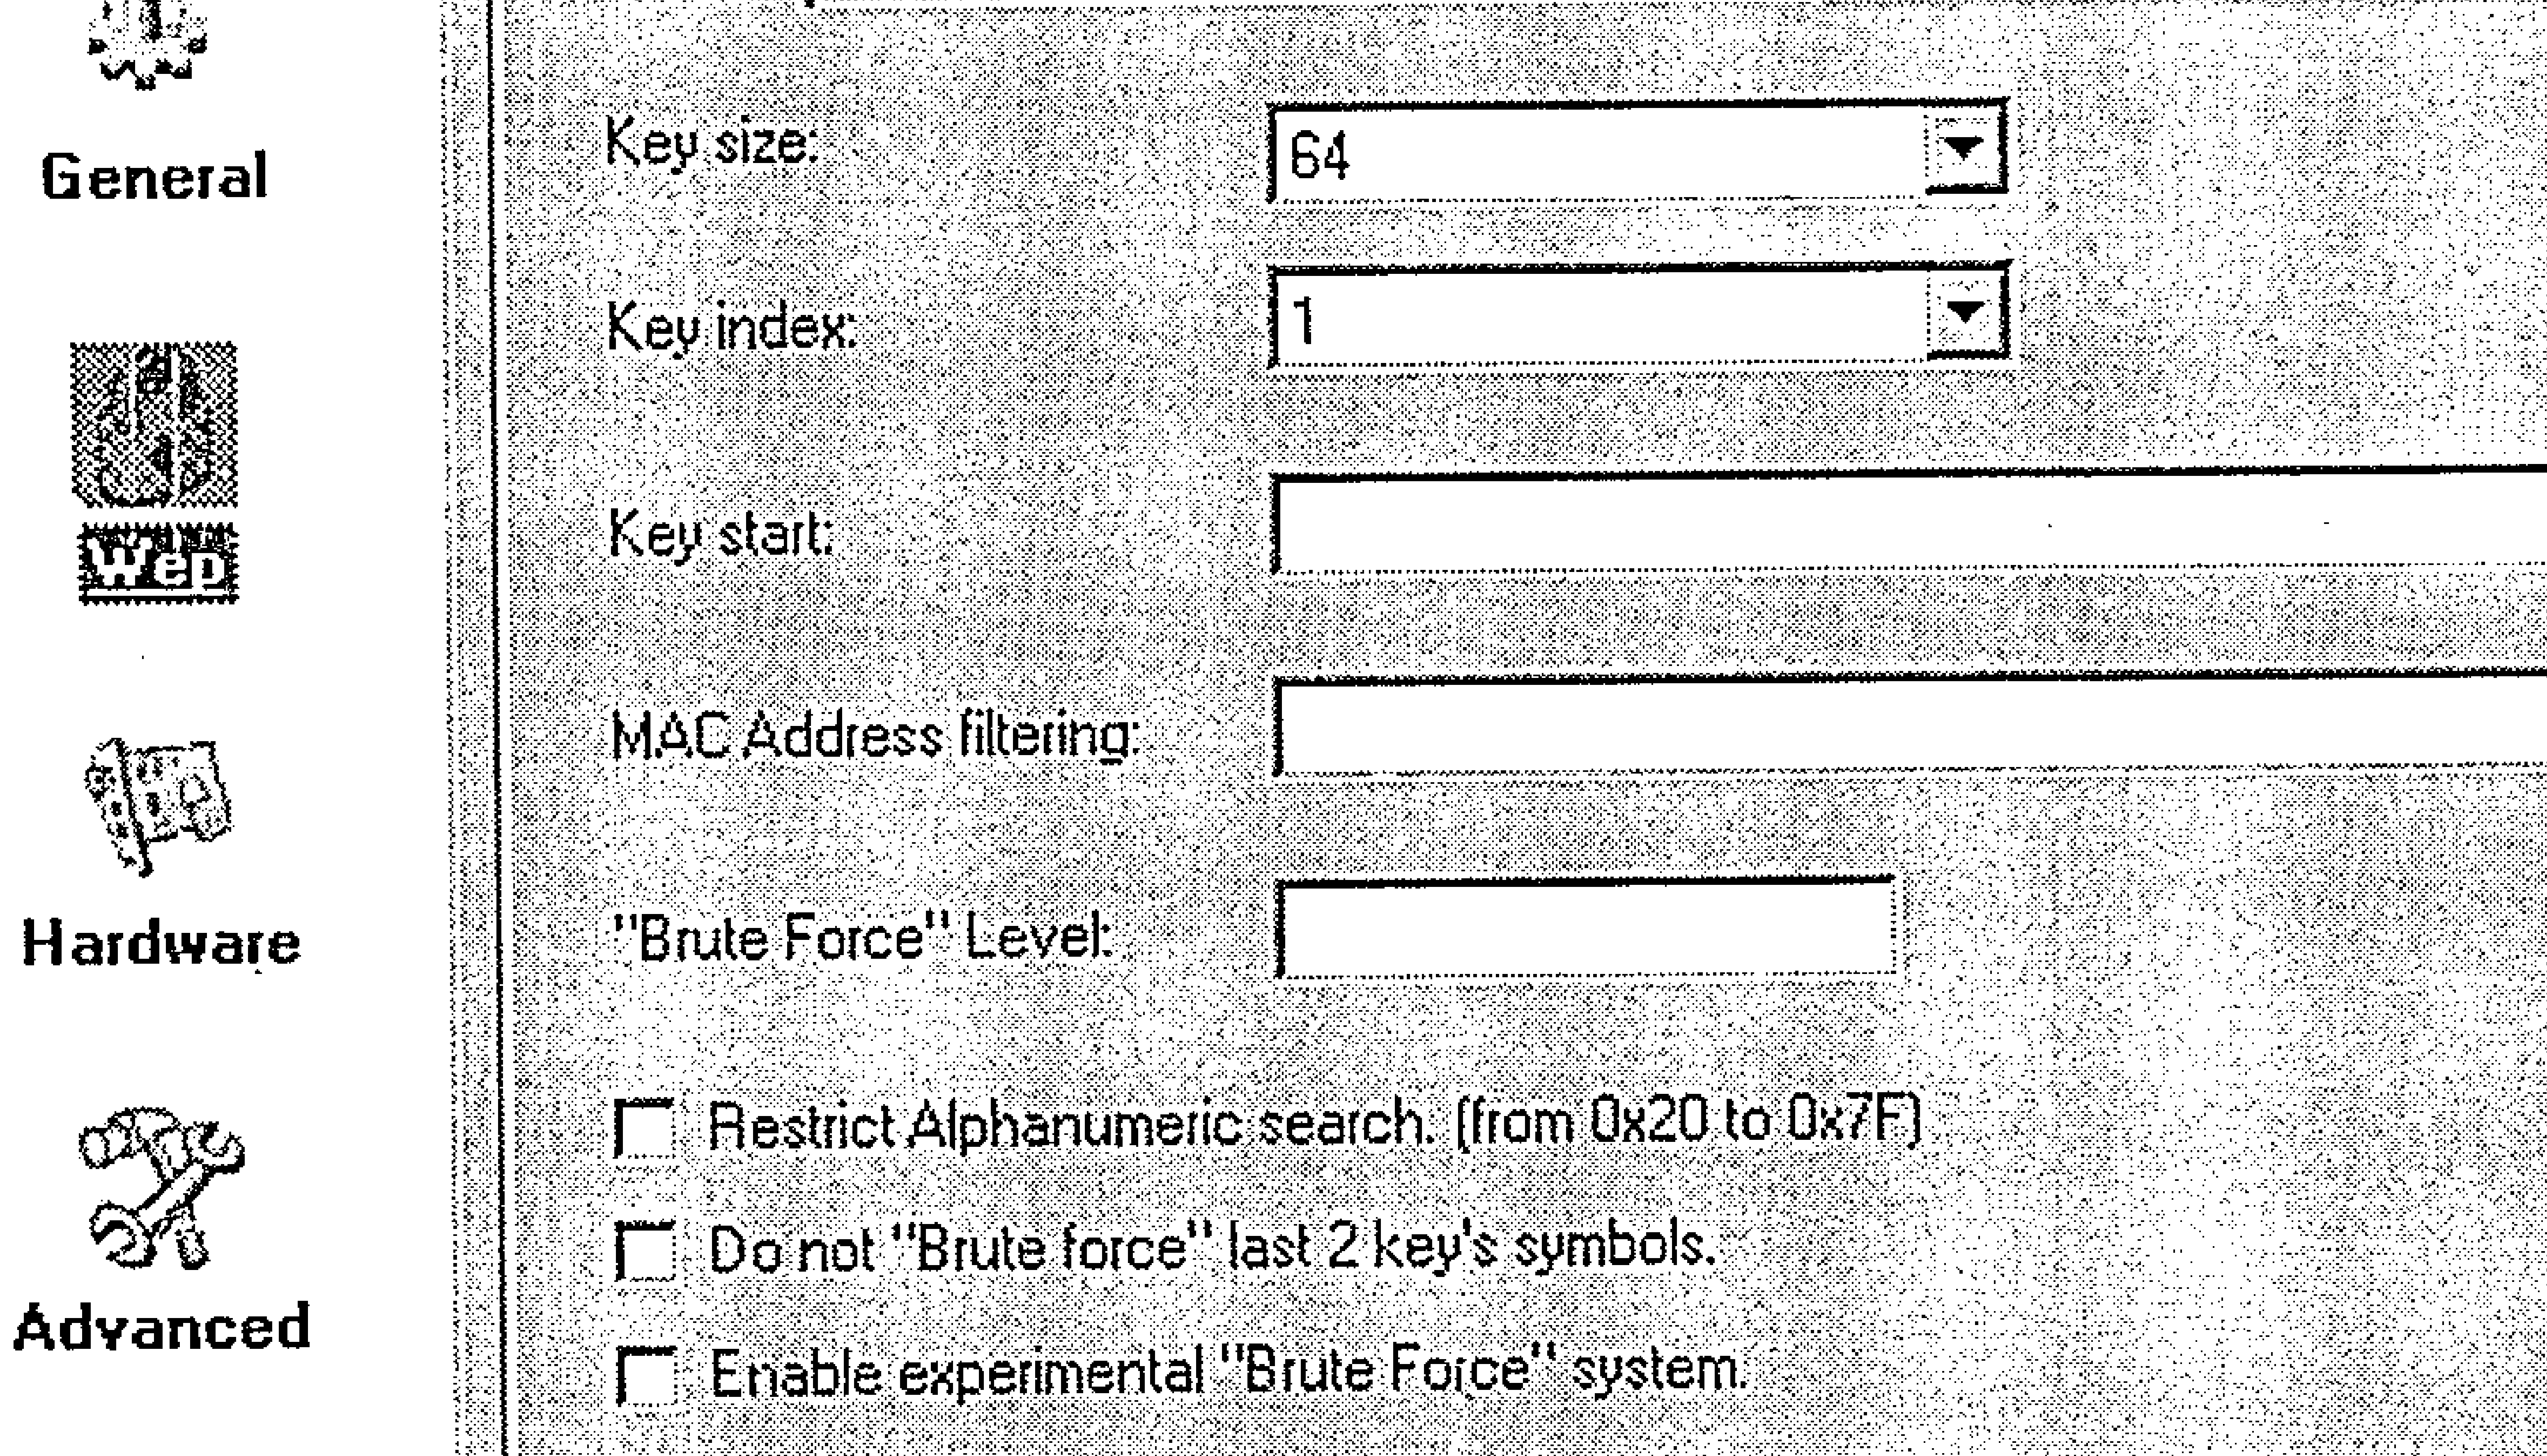 General
Wep
Hardware
Advanced
Key size: 64
Key index: 1
Key start:
MAC Address filtering:
"Brute Force" Level:
Restrict Alphanumeric search. (from 0x20 to 0x7F)
Do not "Brute force" last 2 key's symbols.
Enable experimental "Brute Force" system.